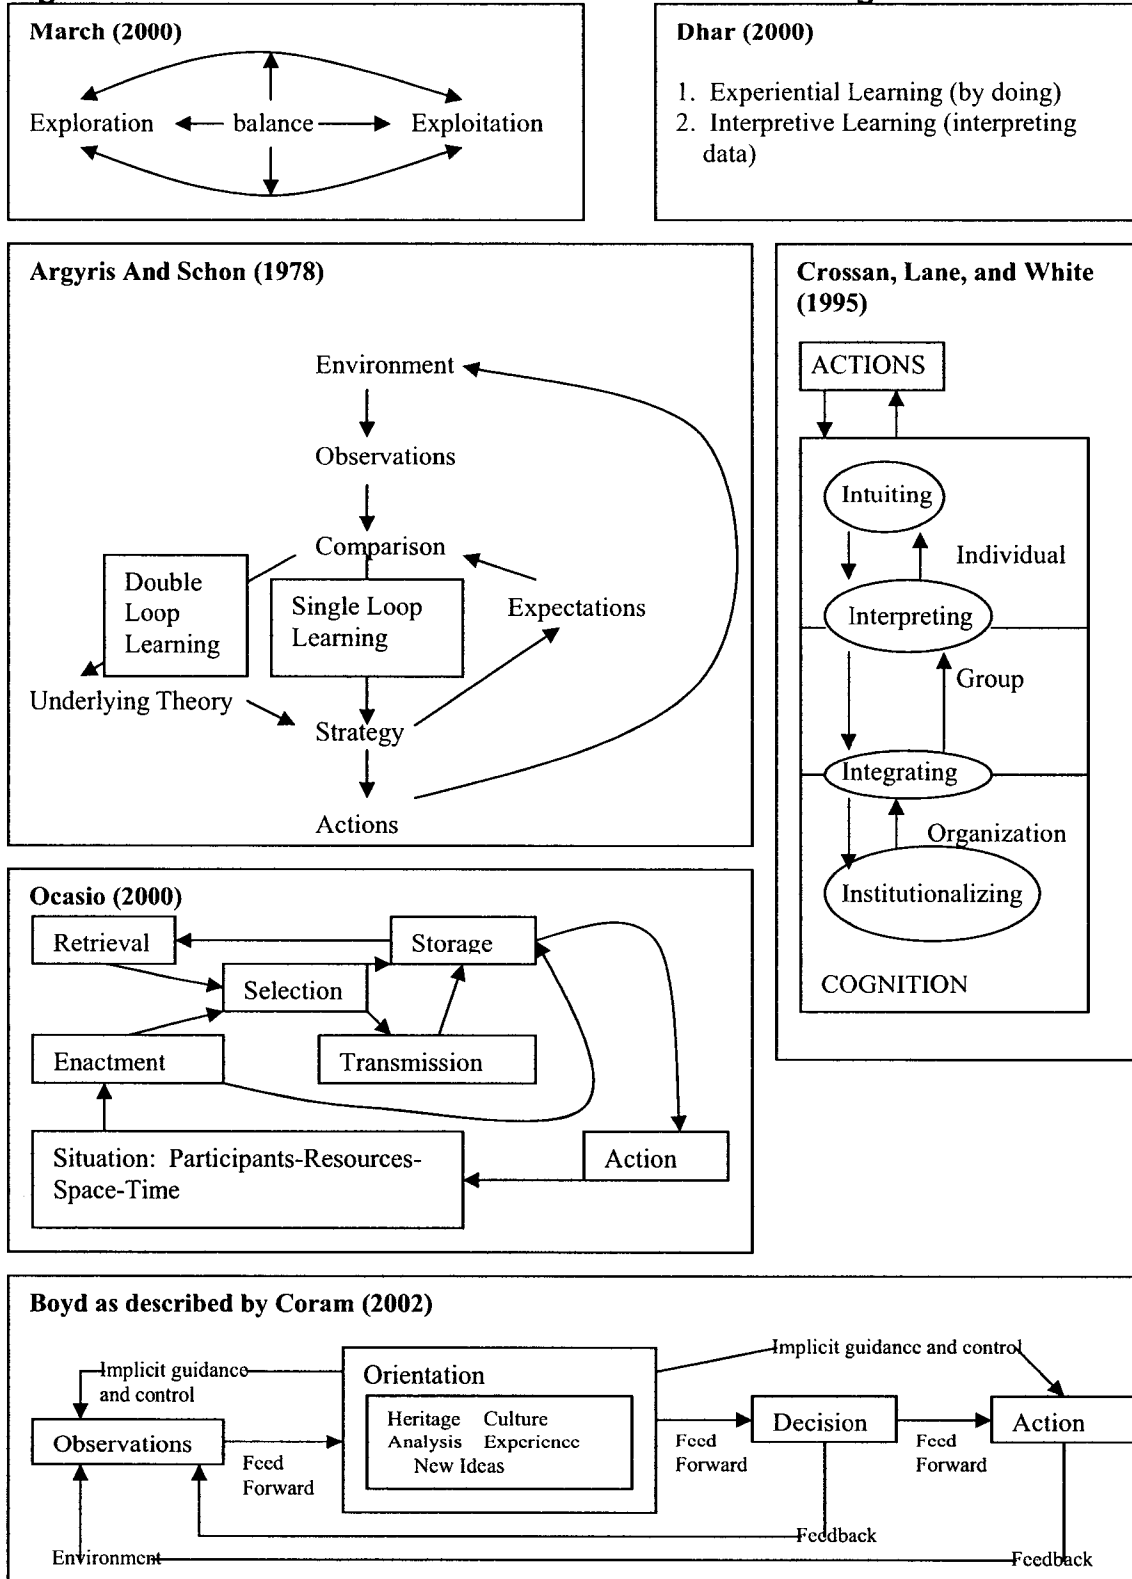 March (2000)
Exploration balance Exploitation
Dhar (2000)
1. Experiential Learning (by doing)
2. Interpretive Learning (interpreting
data)
Argyris And Schon (1978)
Environment
Observations
Comparison
Double
Loop
Learning
Single Loop
Learning
Expectations
Underlying Theory
Strategy
Actions
Crossan, Lane, and White
(1995)
ACTIONS
Intuiting
Individual
Interpreting
Group
Integrating
Organization
Institutionalizing
COGNITION
Ocasio (2000)
Retrieval
Storage
Selection
Enactment
Transmission
Situation: Participants-Resources-
Space-Time
Action
Boyd as described by Coram (2002)
Implicit guidance
and control
Orientation
Heritage Culture
Analysis Experience
New Ideas
Implicit guidance and control
Observations
Feed
Forward
Feed
Forward
Decision
Feed
Forward
Action
Feedback
Environment
Feedback